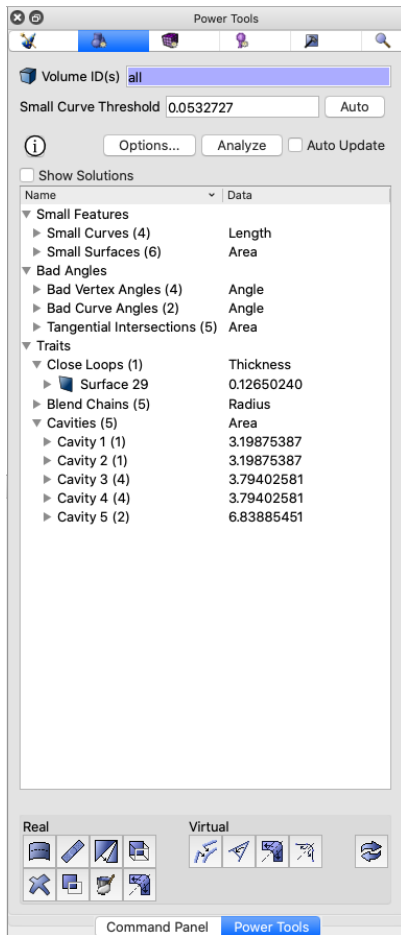 Power Tools
Volume ID(s) all
Small Curve Threshold 0.0532727 Auto
Options... Analyze Auto Update
Show Solutions
Name Data
Small Features
Small Curves (4) Length
Small Surfaces (6) Area
Bad Angles
Bad Vertex Angles (4) Angle
Bad Curve Angles (2) Angle
Tangential Intersections (5) Area
Traits
Close Loops (1) Thickness
Surface 29 0.12650240
Blend Chains (5) Radius
Cavities (5) Area
Cavity 1 (1) 3.19875387
Cavity 2 (1) 3.19875387
Cavity 3 (4) 3.79402581
Cavity 4 (4) 3.79402581
Cavity 5 (2) 6.83885451
Real Virtual
Command Panel Power Tools